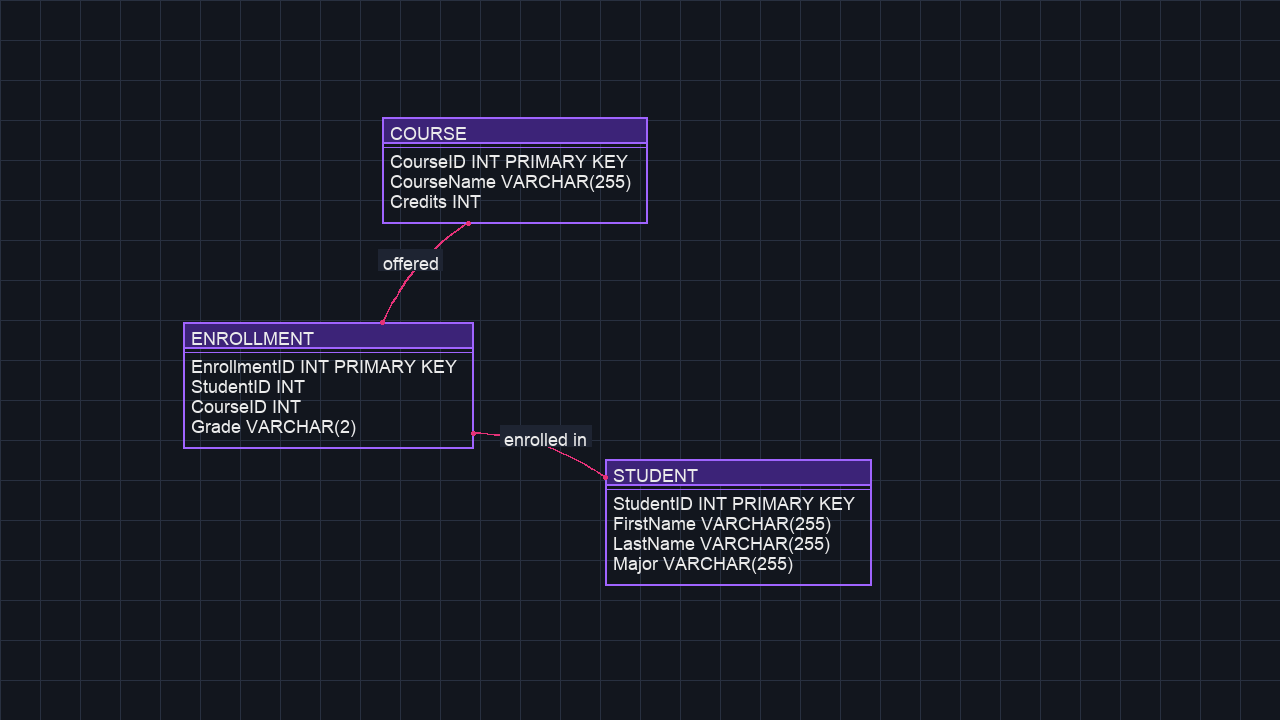 COURSE
CourseID INT PRIMARY KEY
CourseName VARCHAR(255)
Credits INT
offered
ENROLLMENT
EnrollmentID INT PRIMARY KEY
StudentID INT
CourseID INT
Grade VARCHAR(2)
enrolled in
STUDENT
StudentID INT PRIMARY KEY
FirstName VARCHAR(255)
LastName VARCHAR(255)
Major VARCHAR(255)